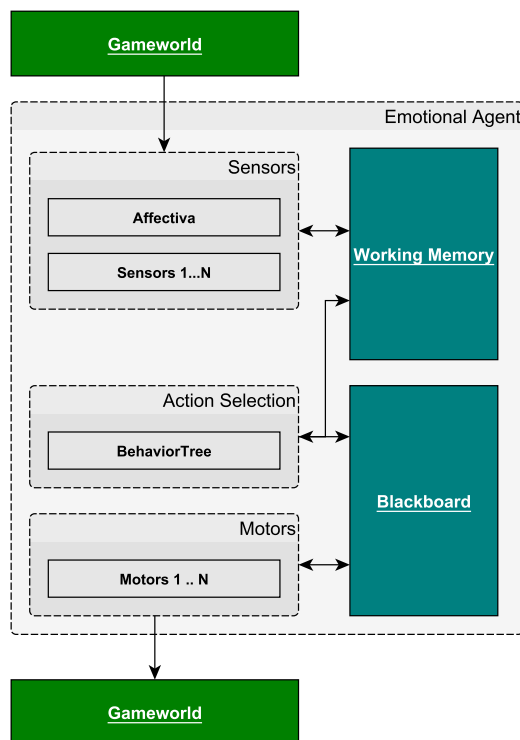 Gameworld
Emotional Agent
Sensors
Affectiva
Sensors 1...N
Working Memory
Action Selection
BehaviorTree
Blackboard
Motors
Motors 1 .. N
Gameworld